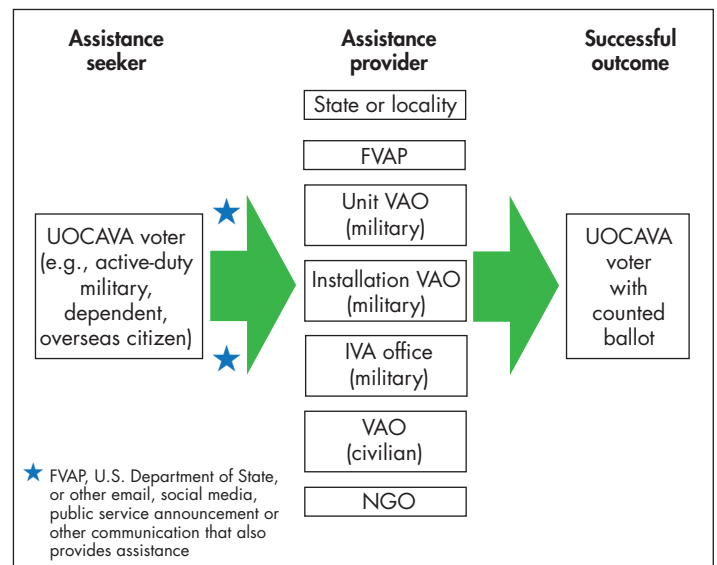 Assistance
seeker
Assistance
provider
Successful
outcome
State or locality
FVAP
Unit VAO
(military)
UOCAVA voter
(e.g., active-duty
military,
dependent,
overseas citizen)
Installation VAO
(military)
UOCAVA
voter
with
counted
ballot
IVA office
(military)
VAO
(civilian)
NGO
FVAP, U.S. Department of State,
or other email, social media,
public service announcement or
other communication that also
provides assistance